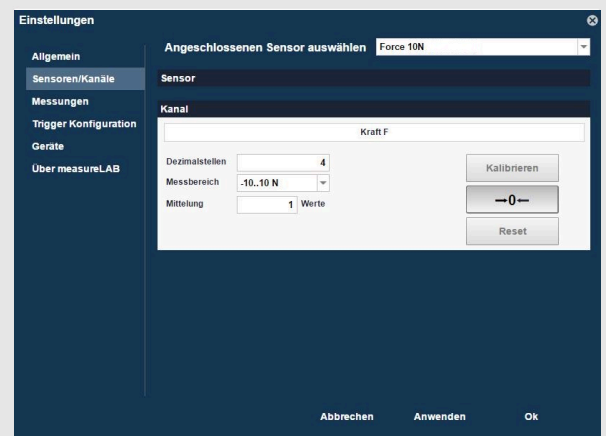 Einstellungen
Allgemein
Sensoren/Kanäle
Messungen
Trigger Konfiguration
Geräte
Über measureLAB
Angeschlossenen Sensor auswählen Force 10N
Sensor
Kanal
Kraft F
Dezimalstellen 4
Messbereich -10..10 N
Mittelung 1 Werte
Kalibrieren
→0←
Reset
Abbrechen Anwenden Ok